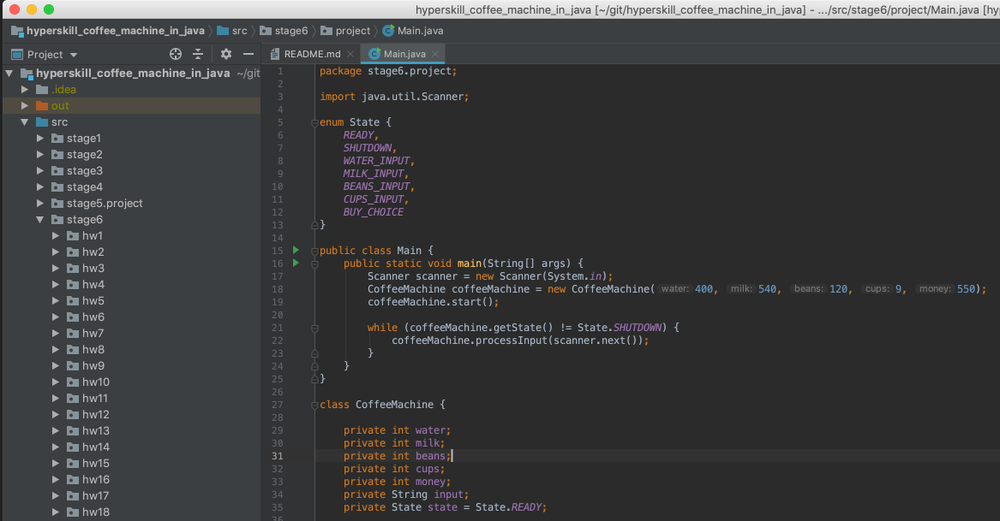 hyperskill_coffee_machine_in_java [~/git/hyperskill_coffee_machine_in_java] - .../src/stage6/project/Main.java [hy
hyperskill_coffee_machine_in_java src stage6 project Main.java
Project
README.md Main.java
hyperskill_coffee_machine_in_java ~/git
.idea
out
src
stage1
stage2
stage3
stage4
stage5.project
stage6
hw1
hw2
hw3
hw4
hw5
hw6
hw7
hw8
hw9
hw10
hw11
hw12
hw13
hw14
hw15
hw16
hw17
hw18
1 package stage6.project;
2
3 import java.util.Scanner;
4
5 enum State {
6 READY,
7 SHUTDOWN,
8 WATER_INPUT,
9 MILK_INPUT,
10 BEANS_INPUT,
11 CUPS_INPUT,
12 BUY_CHOICE
13 }
14
15 public class Main {
16 public static void main(String[] args) {
17 Scanner scanner = new Scanner(System.in);
18 CoffeeMachine coffeeMachine = new CoffeeMachine( water: 400, milk: 540, beans: 120, cups: 9, money: 550);
19 coffeeMachine.start();
20
21 while (coffeeMachine.getState() != State.SHUTDOWN) {
22 coffeeMachine.processInput(scanner.next());
23 }
24 }
25 }
26
27 class CoffeeMachine {
28
29 private int water;
30 private int milk;
31 private int beans;
32 private int cups;
33 private int money;
34 private String input;
35 private State state = State.READY;
36